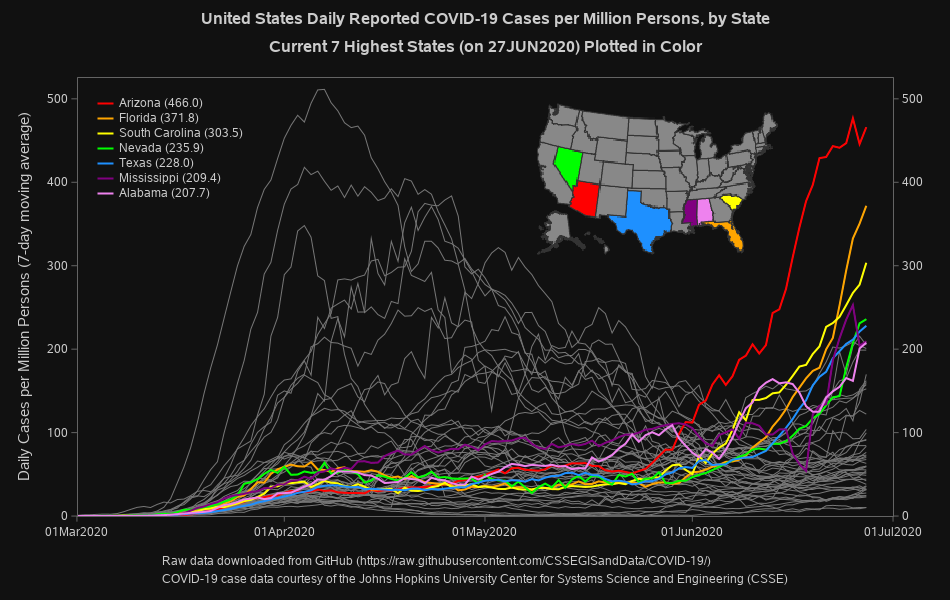 United States Daily Reported COVID-19 Cases per Million Persons, by State
Current 7 Highest States (on 27JUN2020) Plotted in Color
Daily Cases per Million Persons (7-day moving average)
500
400
300
200
100
0
Arizona (466.0)
Florida (371.8)
South Carolina (303.5)
Nevada (235.9)
Texas (228.0)
Mississippi (209.4)
Alabama (207.7)
500
400
300
200
100
0
01Mar2020 01Apr2020 01May2020 01Jun2020 01Jul2020
Raw data downloaded from GitHub (https://raw.githubusercontent.com/CSSEGISandData/COVID-19/)
COVID-19 case data courtesy of the Johns Hopkins University Center for Systems Science and Engineering (CSSE)